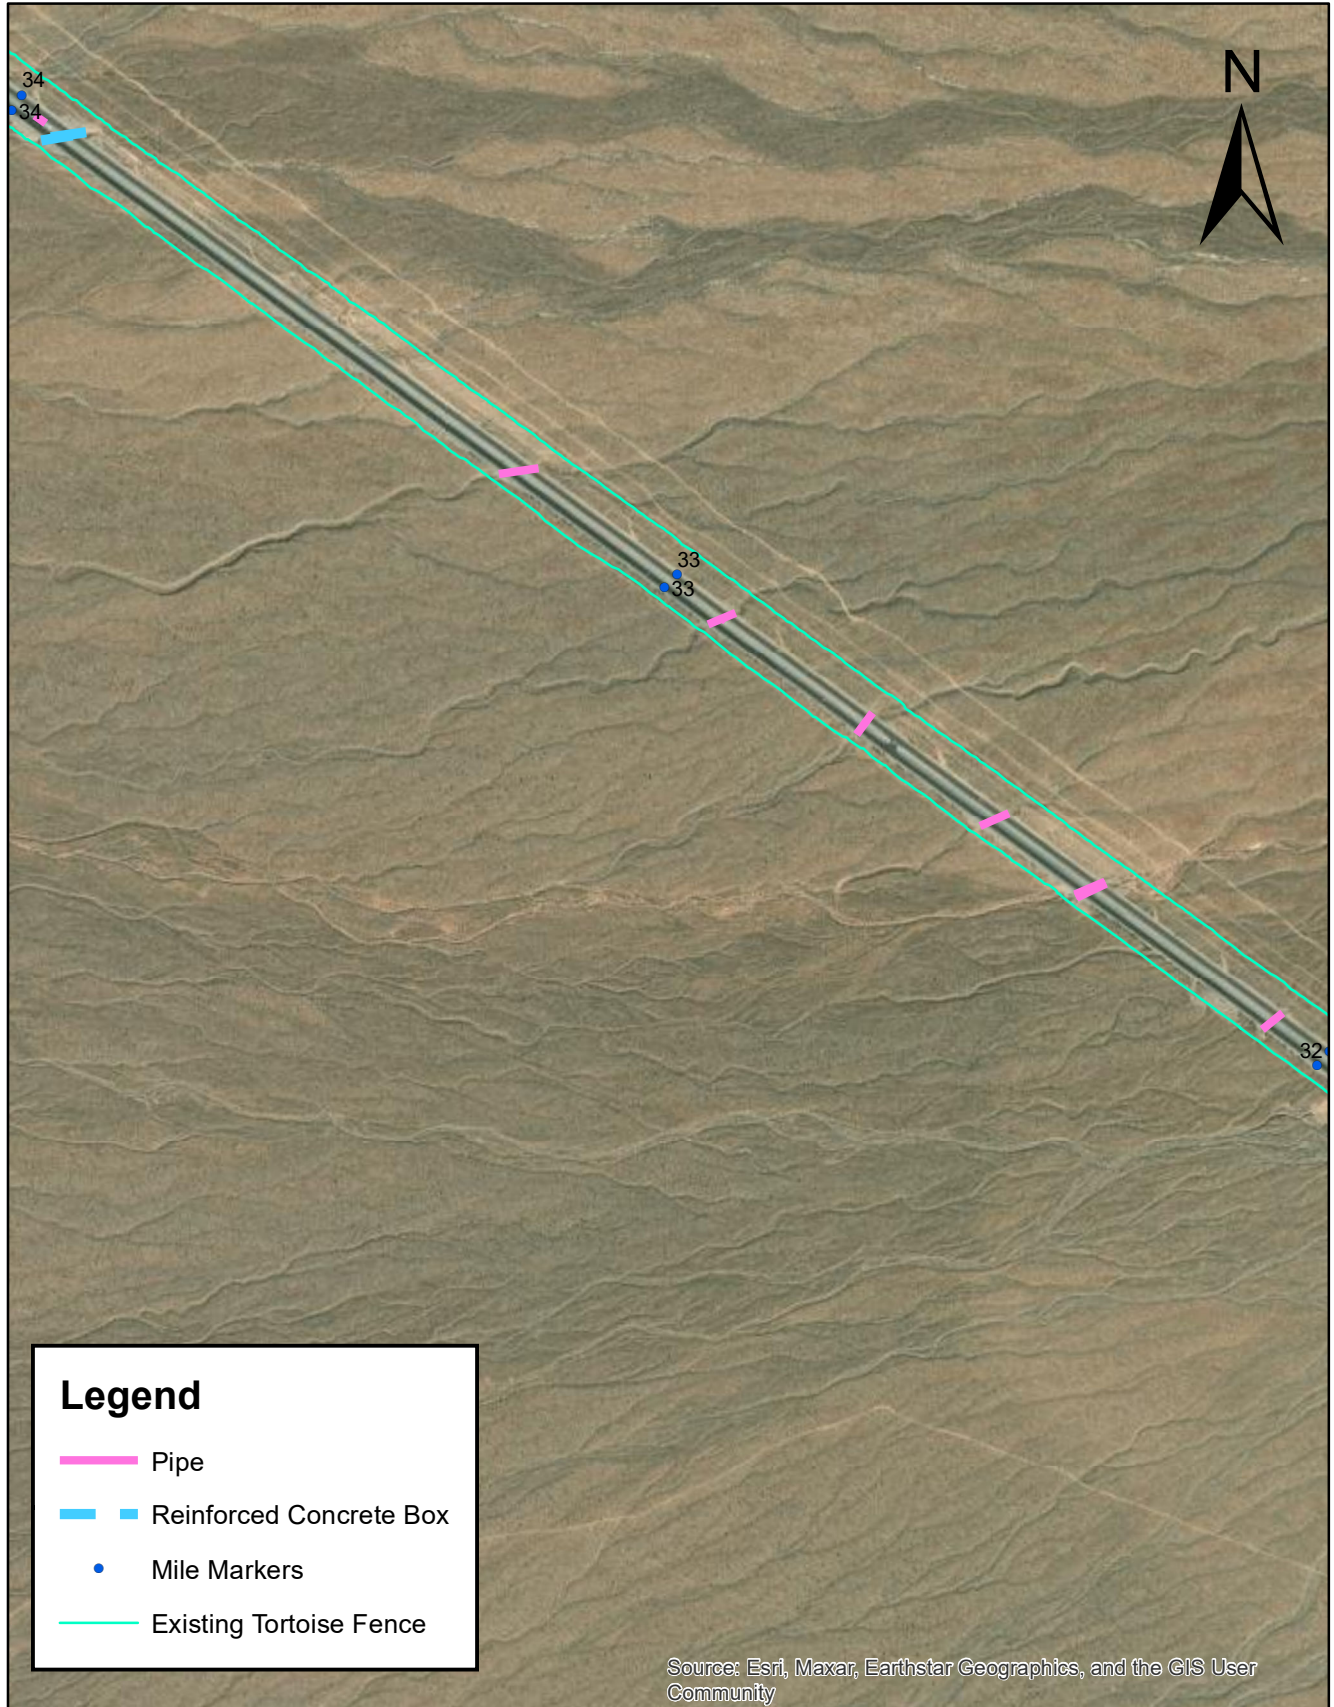 N
34
34
33
33
32
Legend
Pipe
Reinforced Concrete Box
Mile Markers
Existing Tortoise Fence
Source: Esri, Maxar, Earthstar Geographics, and the GIS User
Community